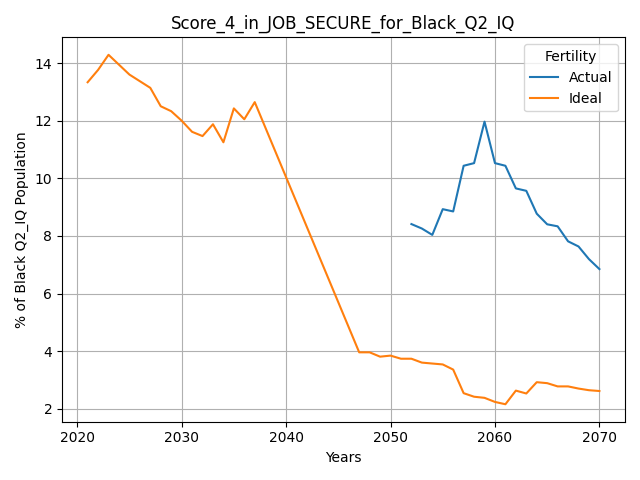 Score_4_in_JOB_SECURE_for_Black_Q2_IQ
Fertility
Actual
Ideal
% of Black Q2_IQ Population
14
12
10
8
6
4
2
2020 2030 2040 2050 2060 2070
Years